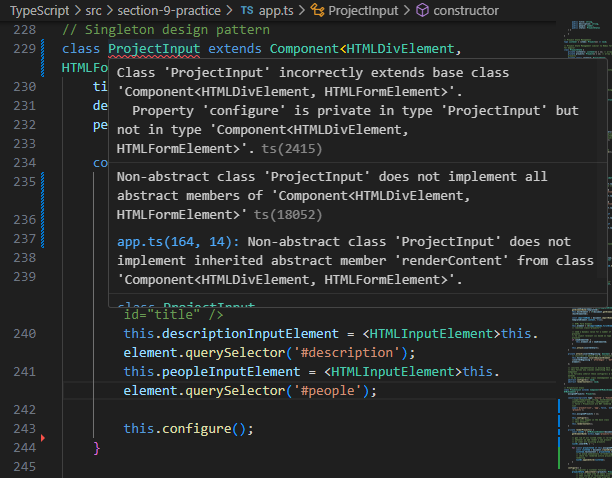 TypeScript > src > section-9-practice > TS app.ts > ProjectInput > constructor
228 // Singleton design pattern
229 class ProjectInput extends Component<HTMLDivElement,
HTMLFo
Class 'ProjectInput' incorrectly extends base class
'Component<HTMLDivElement, HTMLFormElement>'.
Property 'configure' is private in type 'ProjectInput' but
not in type 'Component<HTMLDivElement,
HTMLFormElement>'. ts(2415)
Non-abstract class 'ProjectInput' does not implement all
abstract members of 'Component<HTMLDivElement,
HTMLFormElement>' ts(18052)
app.ts(164, 14): Non-abstract class 'ProjectInput' does not
implement inherited abstract member 'renderContent' from class
'Component<HTMLDivElement, HTMLFormElement>'.
class ProjectInput
230 ti
231 de
232 pe
233
234 co
235
236
237
238
239
id="title" />
240 this.descriptionInputElement = <HTMLInputElement>this.
element.querySelector('#description');
241 this.peopleInputElement = <HTMLInputElement>this.
element.querySelector('#people');
242
243 this.configure();
244 }
245